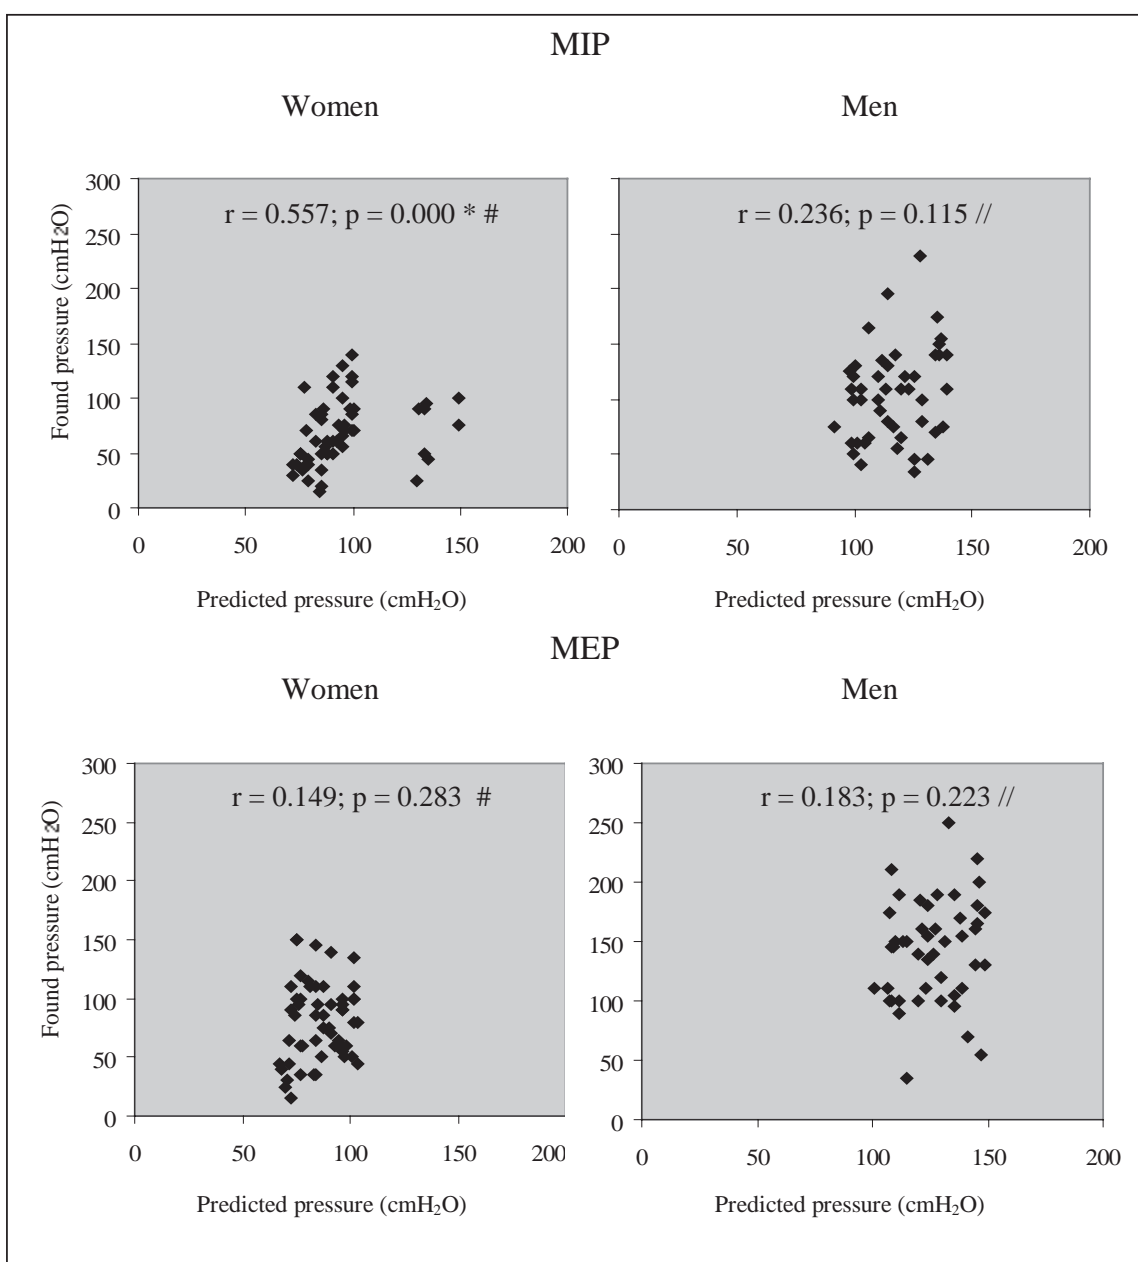 MIP
Women Men
r = 0.557; p = 0.000 * #
r = 0.236; p = 0.115 //
Found pressure (cmH2O)
300
250
200
150
100
50
0
0 50 100 150 200
0 50 100 150 200
Predicted pressure (cmH₂O)
Predicted pressure (cmH₂O)
MEP
Women Men
r = 0.149; p = 0.283 #
r = 0.183; p = 0.223 //
Found pressure (cmH2O)
300
250
200
150
100
50
0
300
250
200
150
100
50
0
0 50 100 150 200
0 50 100 150 200
Predicted pressure (cmH₂O)
Predicted pressure (cmH₂O)